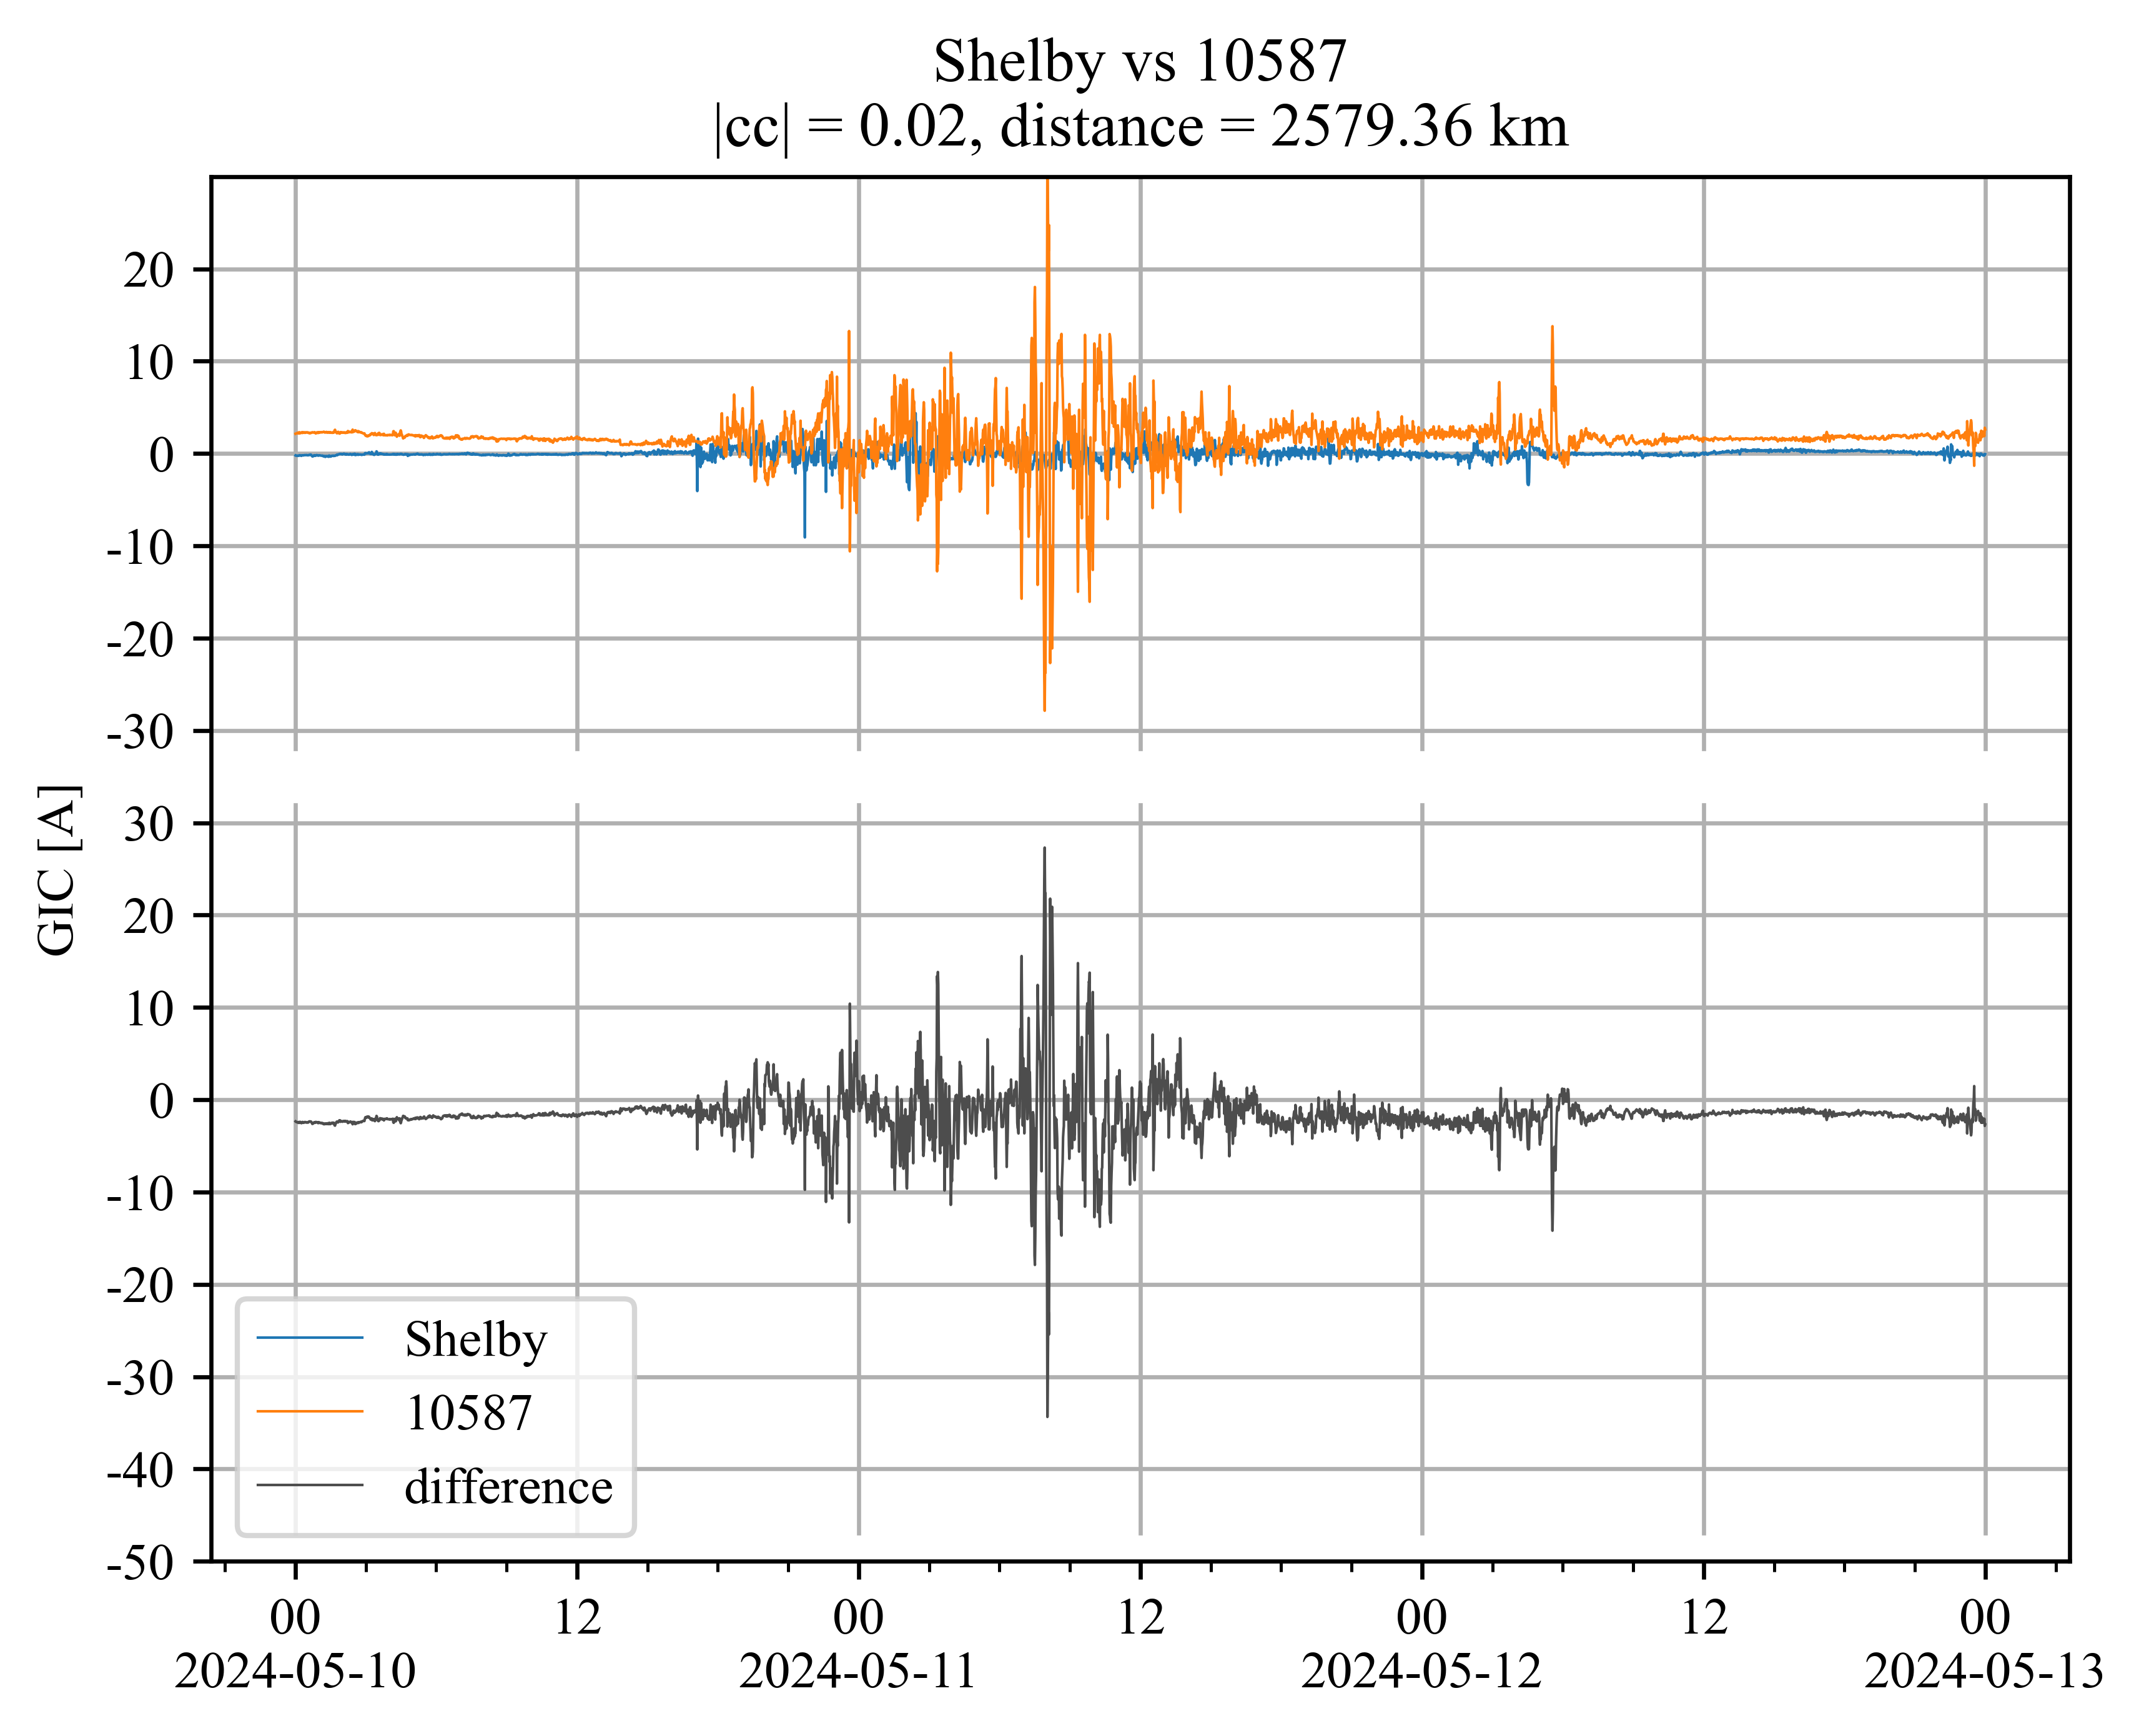 Shelby vs 10587
|cc| = 0.02, distance = 2579.36 km
20
10
0
-10
-20
-30
30
20
10
0
-10
-20
-30
-40
-50
GIC [A]
Shelby
10587
difference
00 12 00 12 00 12 00
2024-05-10 2024-05-11 2024-05-12 2024-05-13